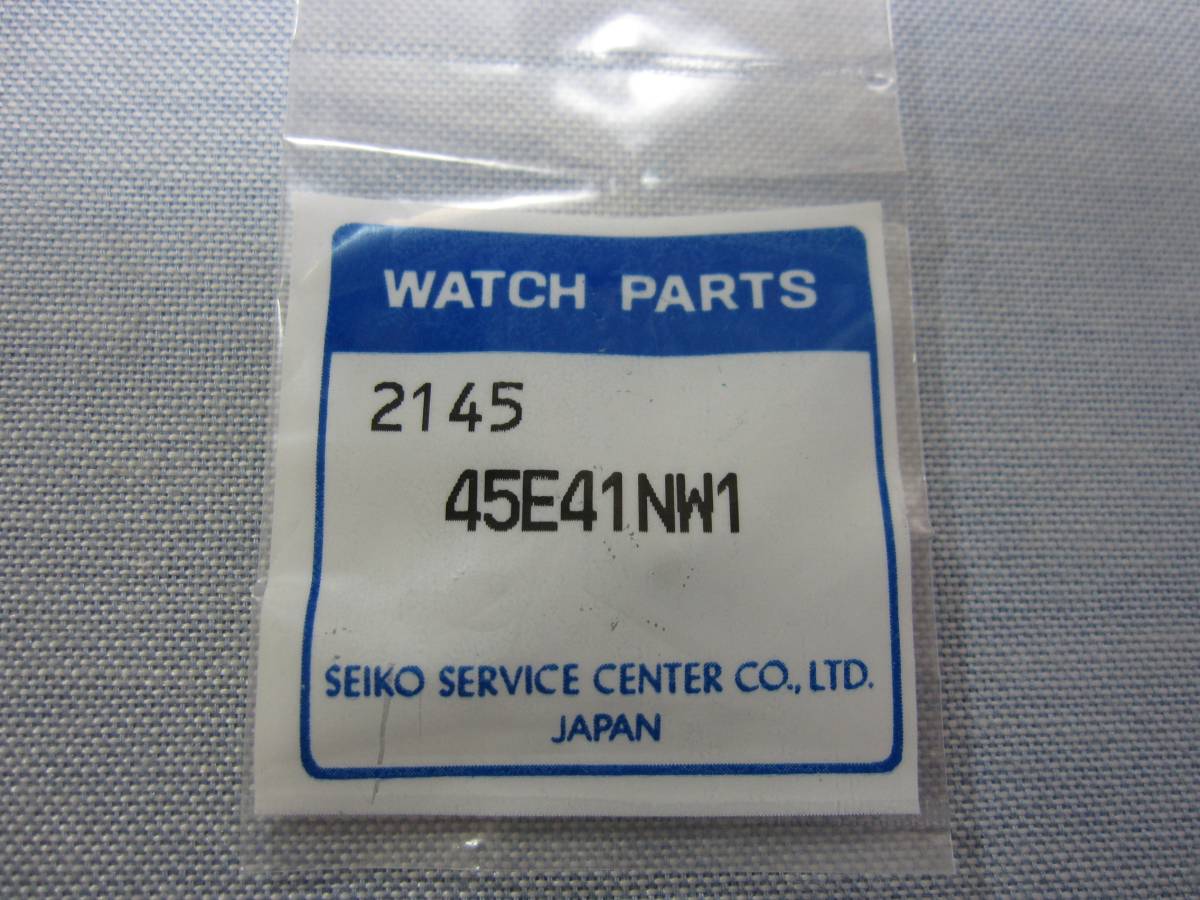 WATCH PARTS
2145
45E41NW1
SEIKO SERVICE CENTER CO., LTD.
JAPAN